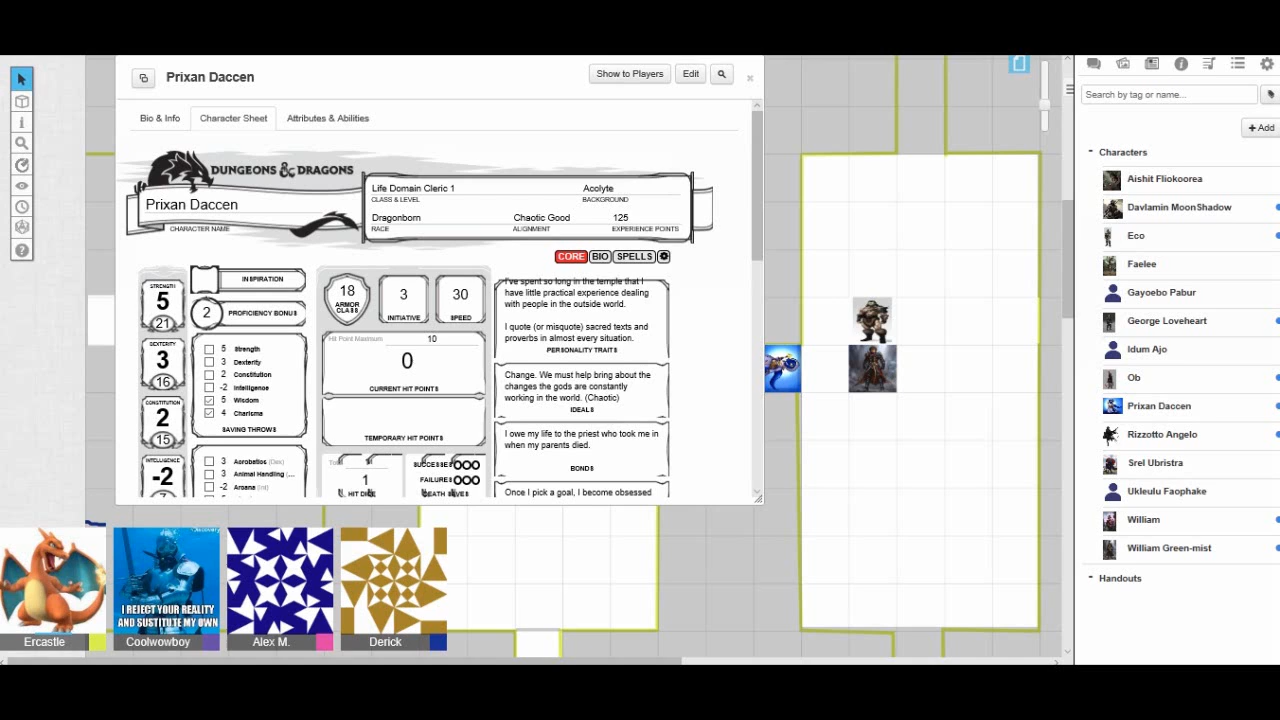 Prixan Daccen
Show to Players
Edit
Bio & Info
Character Sheet
Attributes & Abilities
DUNGEONS & DRAGONS
Prixan Daccen
CHARACTER NAME
Life Domain Cleric 1
Acolyte
CLASS & LEVEL
BACKGROUND
Dragonborn
Chaotic Good
125
RACE
ALIGNMENT
EXPERIENCE POINTS
CORE
BIO
SPELLS
STRENGTH
5
21
DEXTERITY
3
16
CONSTITUTION
2
15
INTELLIGENCE
-2
INSPIRATION
2
PROFICIENCY BONUS
5 Strength
3 Dexterity
2 Constitution
-2 Intelligence
5 Wisdom
4 Charisma
SAVING THROWS
3 Acrobatics (Dex)
3 Animal Handling (...
-2 Arcana (Int)
18
ARMOR
CLASS
3
INITIATIVE
30
SPEED
Hit Point Maximum
10
0
CURRENT HIT POINTS
TEMPORARY HIT POINTS
1
HIT DICE
SUCCESSES
FAILURES
DEATH SAVES
I've spent so long in the temple that I
have little practical experience dealing
with people in the outside world.
I quote (or misquote) sacred texts and
proverbs in almost every situation.
PERSONALITY TRAITS
Change. We must help bring about the
changes the gods are constantly
working in the world. (Chaotic)
IDEALS
I owe my life to the priest who took me in
when my parents died.
BONDS
Once I pick a goal, I become obsessed
I REJECT YOUR REALITY
AND SUSTITUTE MY OWN
Ercastle
Coolwowboy
Alex M.
Derick
Search by tag or name...
+ Add
Characters
Aishit Fliokoorea
Davlamin MoonShadow
Eco
Faelee
Gayoebo Pabur
George Loveheart
Idum Ajo
Ob
Prixan Daccen
Rizzotto Angelo
Srel Ubristra
Ukleulu Faophake
William
William Green-mist
Handouts